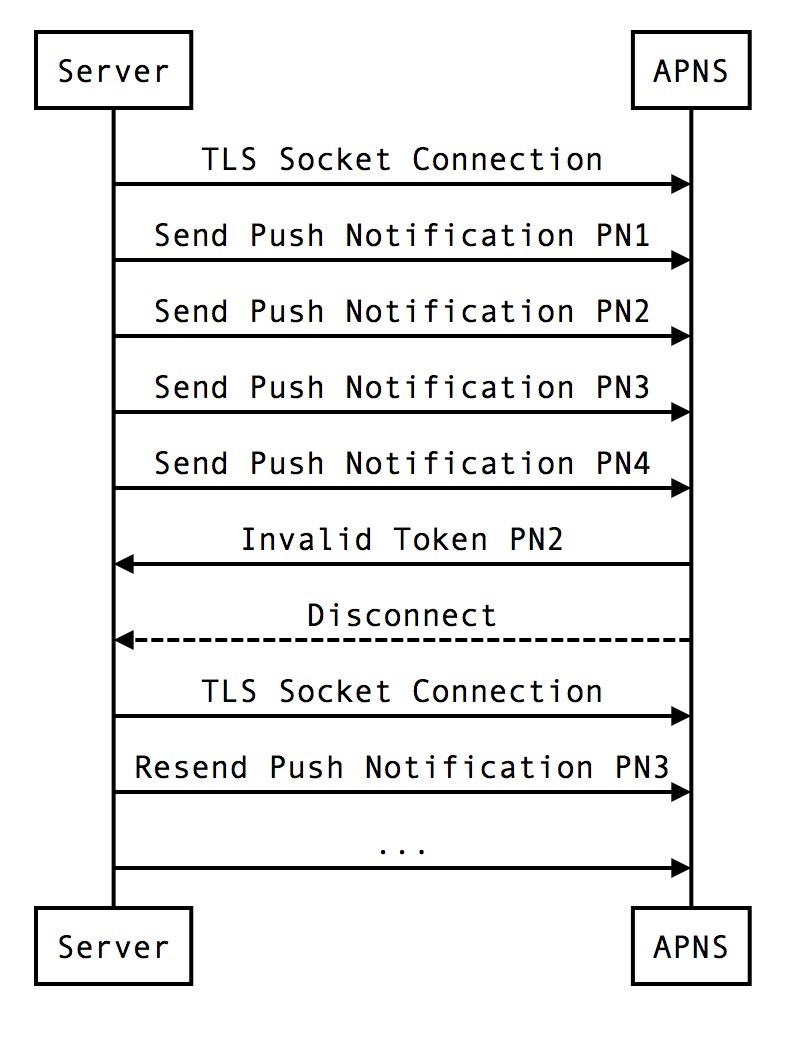 Server
APNS
TLS Socket Connection
Send Push Notification PN1
Send Push Notification PN2
Send Push Notification PN3
Send Push Notification PN4
Invalid Token PN2
Disconnect
TLS Socket Connection
Resend Push Notification PN3
...
Server
APNS